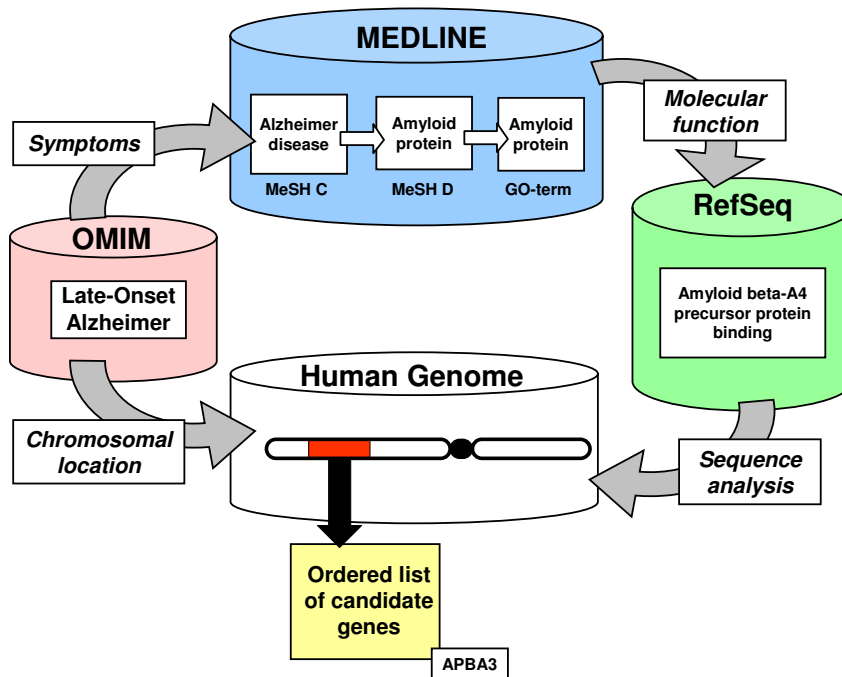 MEDLINE
Symptoms
Alzheimer
disease
Amyloid
protein
Amyloid
protein
MeSH C
MeSH D
GO-term
Molecular
function
OMIM
Late-Onset
Alzheimer
RefSeq
Amyloid beta-A4
precursor protein
binding
Human Genome
Chromosomal
location
Sequence
analysis
Ordered list
of candidate
genes
APBA3